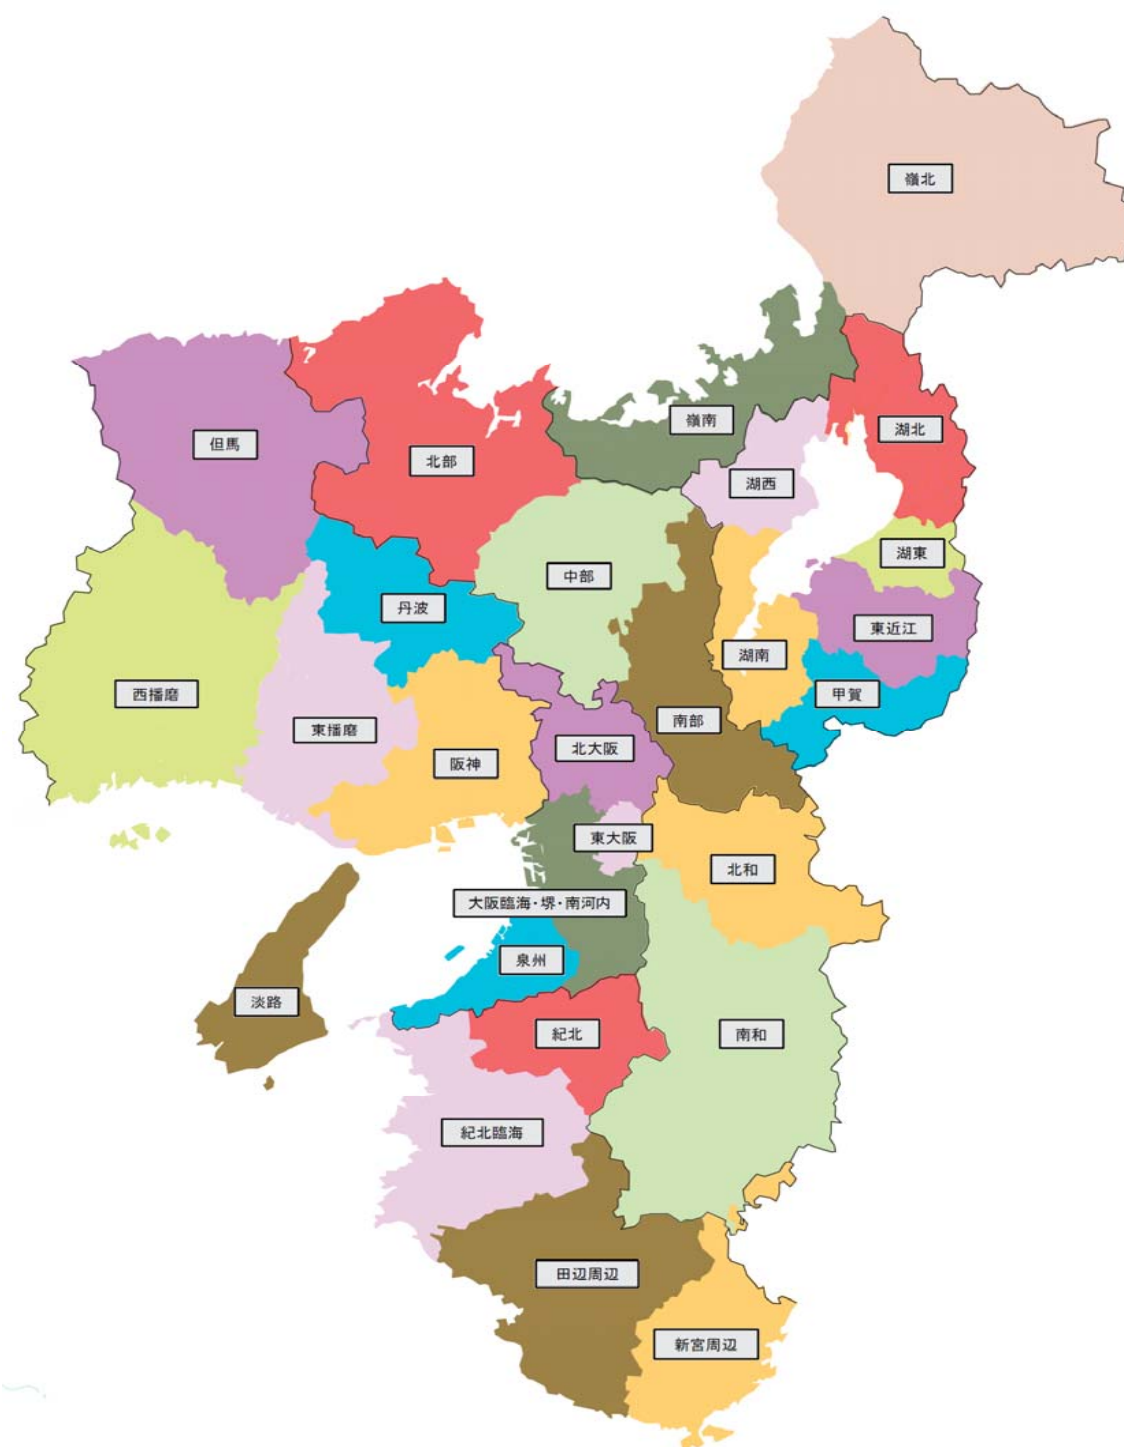 嶺北
嶺南
湖北
但馬
北部
湖西
湖東
中部
丹波
東近江
湖南
西播磨
甲賀
南部
東播磨
北大阪
阪神
東大阪
北和
大阪臨海・堺・南河内
泉州
淡路
紀北
南和
紀北臨海
田辺周辺
新宮周辺